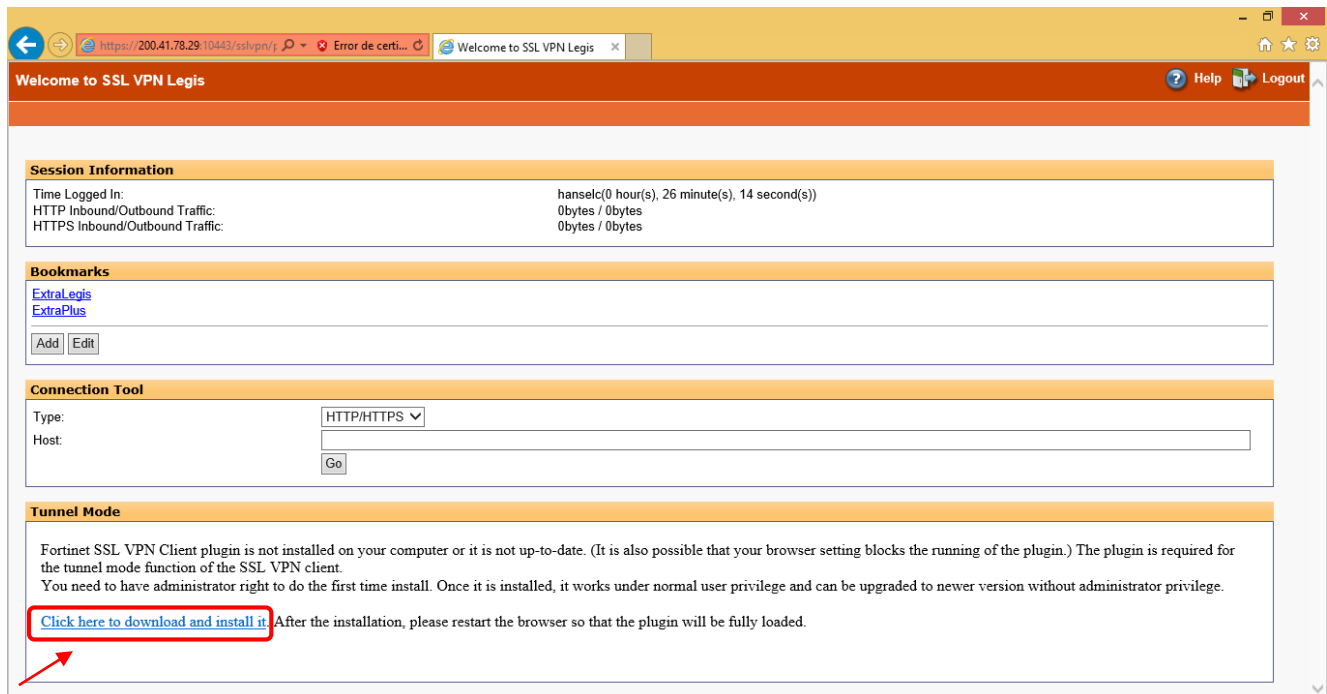 https://200.41.78.29:10443/sslvpn/p
Error de certi...
Welcome to SSL VPN Legis
Welcome to SSL VPN Legis
Help
Logout
Session Information
Time Logged In: hanselc(0 hour(s), 26 minute(s), 14 second(s))
HTTP Inbound/Outbound Traffic: 0bytes / 0bytes
HTTPS Inbound/Outbound Traffic: 0bytes / 0bytes
Bookmarks
ExtraLegis
ExtraPlus
Add Edit
Connection Tool
Type: HTTP/HTTPS
Host:
Go
Tunnel Mode
Fortinet SSL VPN Client plugin is not installed on your computer or it is not up-to-date. (It is also possible that your browser setting blocks the running of the plugin.) The plugin is required for
the tunnel mode function of the SSL VPN client.
You need to have administrator right to do the first time install. Once it is installed, it works under normal user privilege and can be upgraded to newer version without administrator privilege.
Click here to download and install it. After the installation, please restart the browser so that the plugin will be fully loaded.